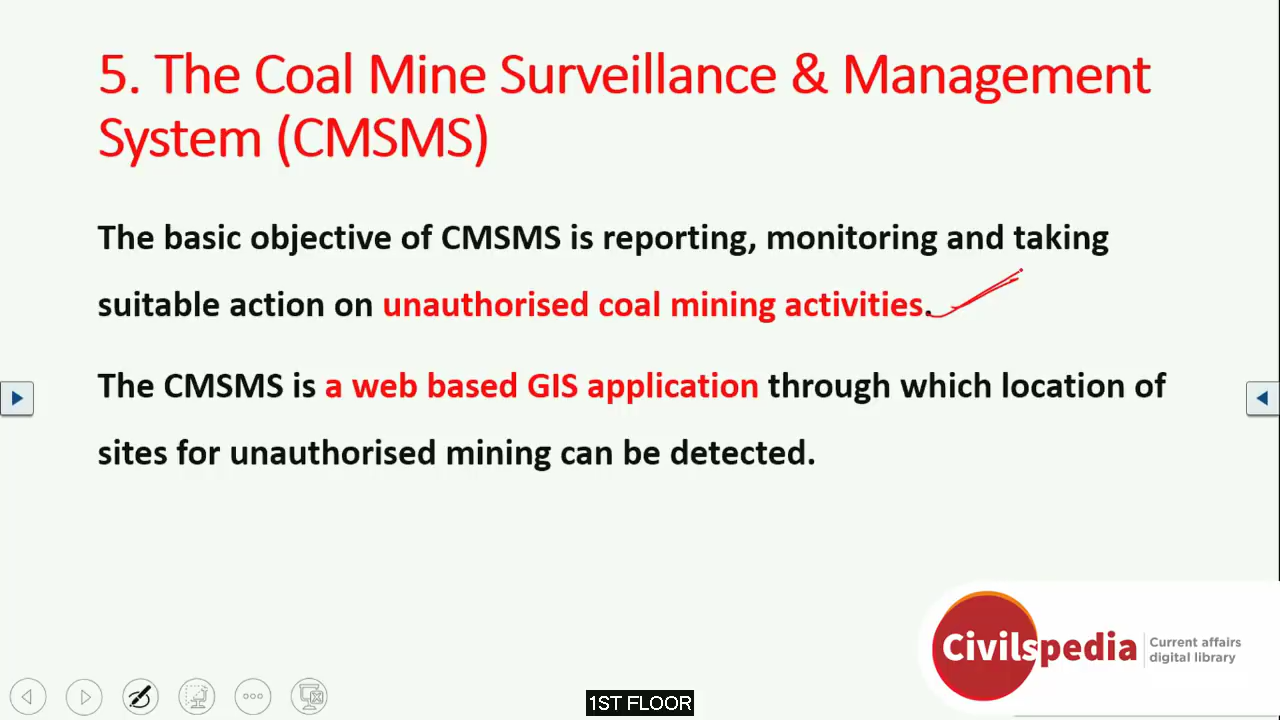 5. The Coal Mine Surveillance & Management
System (CMSMS)
The basic objective of CMSMS is reporting, monitoring and taking
suitable action on unauthorised coal mining activities.
The CMSMS is a web based GIS application through which location of
sites for unauthorised mining can be detected.
Civilspedia
Current affairs
digital library
1ST FLOOR